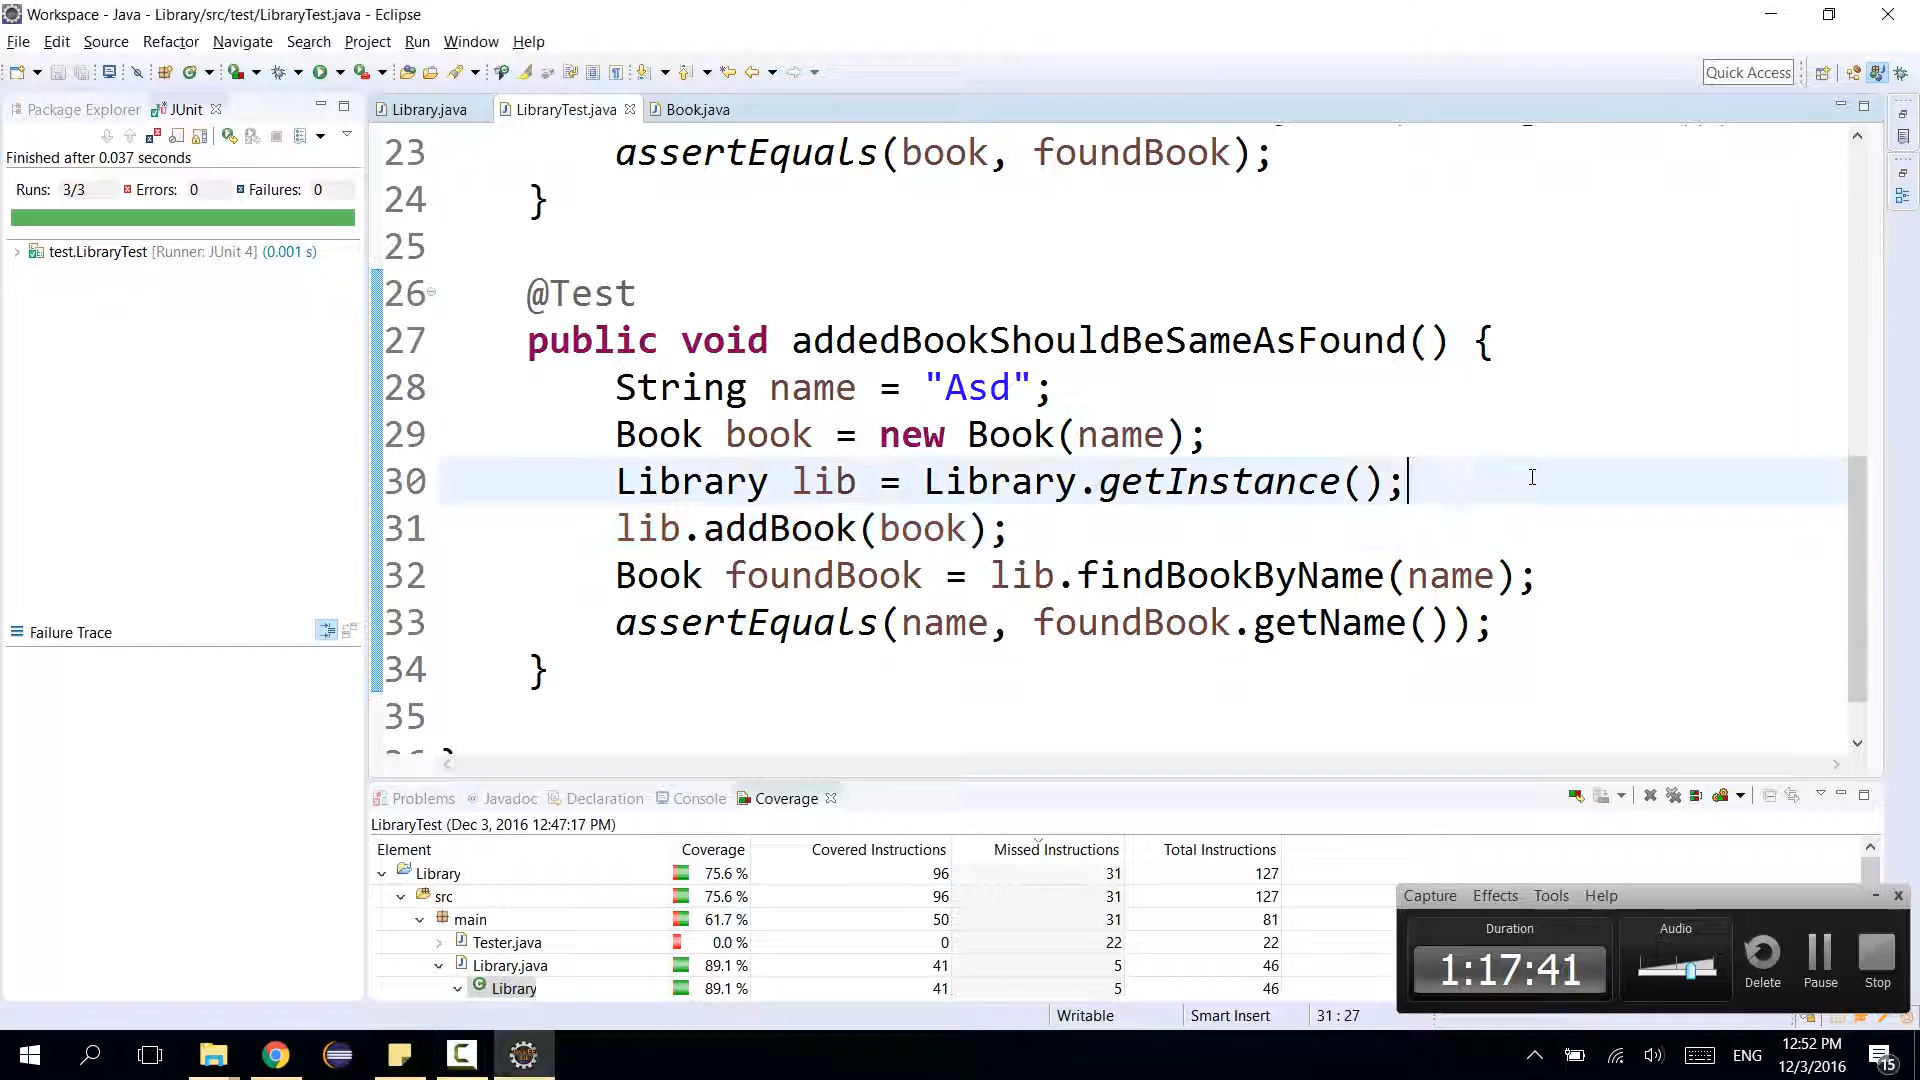 Workspace - Java - Library/src/test/LibraryTest.java - Eclipse
File Edit Source Refactor Navigate Search Project Run Window Help
Quick Access
Package Explorer JUnit
Library.java LibraryTest.java Book.java
Finished after 0.037 seconds
Runs: 3/3 Errors: 0 Failures: 0
test.LibraryTest [Runner: JUnit 4] (0.001 s)
Failure Trace
23 assertEquals(book, foundBook);
24 }
25
26 @Test
27 public void addedBookShouldBeSameAsFound() {
28 String name = "Asd";
29 Book book = new Book(name);
30 Library lib = Library.getInstance();
31 lib.addBook(book);
32 Book foundBook = lib.findBookByName(name);
33 assertEquals(name, foundBook.getName());
34 }
35
Problems Javadoc Declaration Console Coverage
LibraryTest (Dec 3, 2016 12:47:17 PM)
Element Coverage Covered Instructions Missed Instructions Total Instructions
Library 75.6 % 96 31 127
src 75.6 % 96 31 127
main 61.7 % 50 31 81
Tester.java 0.0 % 0 22 22
Library.java 89.1 % 41 5 46
Library 89.1 % 41 5 46
Writable Smart Insert 31 : 27
Capture Effects Tools Help
Duration Audio
1:17:41
Delete Pause Stop
ENG
12:52 PM
12/3/2016
15